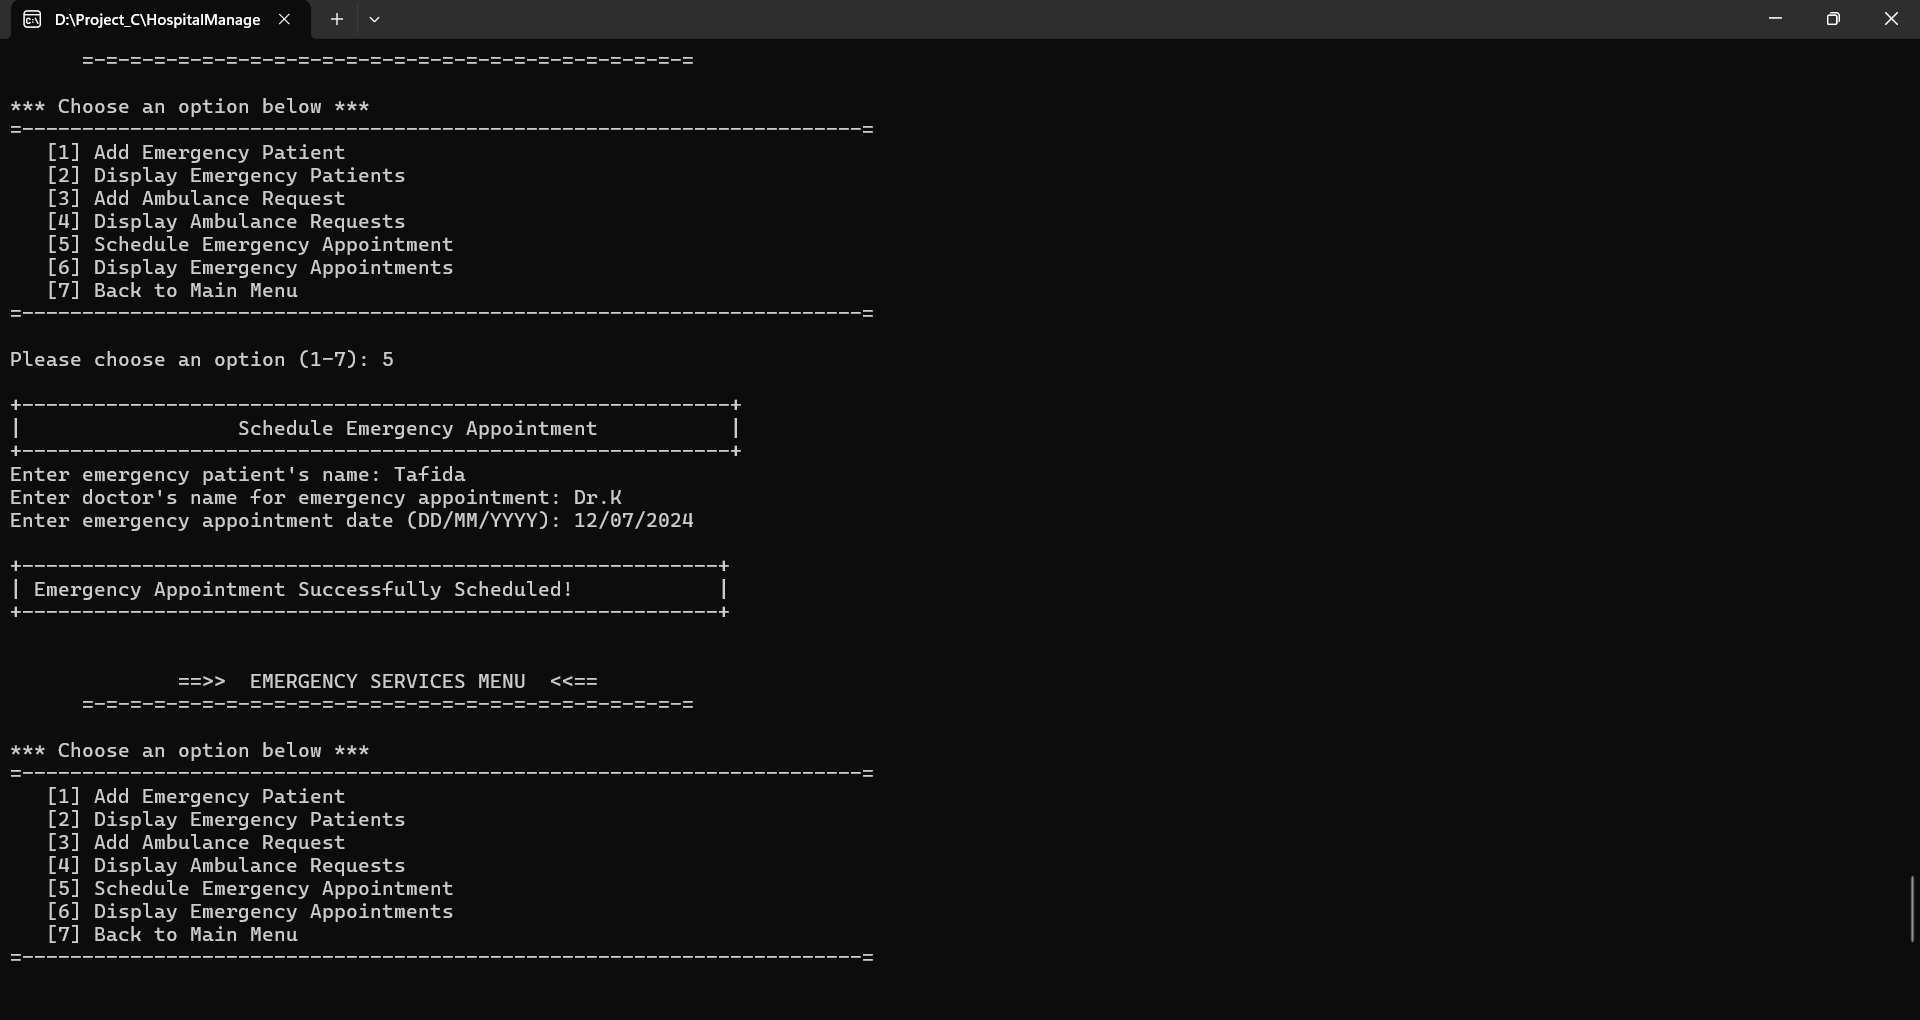 D:\Project_C\HospitalManage
=-=-=-=-=-=-=-=-=-=-=-=-=-=-=-=-=-=-=-=-=-=-=-=-=-=
*** Choose an option below ***
=----------------------------------------------------------------------=
[1] Add Emergency Patient
[2] Display Emergency Patients
[3] Add Ambulance Request
[4] Display Ambulance Requests
[5] Schedule Emergency Appointment
[6] Display Emergency Appointments
[7] Back to Main Menu
=----------------------------------------------------------------------=
Please choose an option (1-7): 5
+-----------------------------------------------------------+
|                  Schedule Emergency Appointment           |
+-----------------------------------------------------------+
Enter emergency patient's name: Tafida
Enter doctor's name for emergency appointment: Dr.K
Enter emergency appointment date (DD/MM/YYYY): 12/07/2024
+----------------------------------------------------------+
| Emergency Appointment Successfully Scheduled!            |
+----------------------------------------------------------+
==>>  EMERGENCY SERVICES MENU  <<==
=-=-=-=-=-=-=-=-=-=-=-=-=-=-=-=-=-=-=-=-=-=-=-=-=-=
*** Choose an option below ***
=----------------------------------------------------------------------=
[1] Add Emergency Patient
[2] Display Emergency Patients
[3] Add Ambulance Request
[4] Display Ambulance Requests
[5] Schedule Emergency Appointment
[6] Display Emergency Appointments
[7] Back to Main Menu
=----------------------------------------------------------------------=